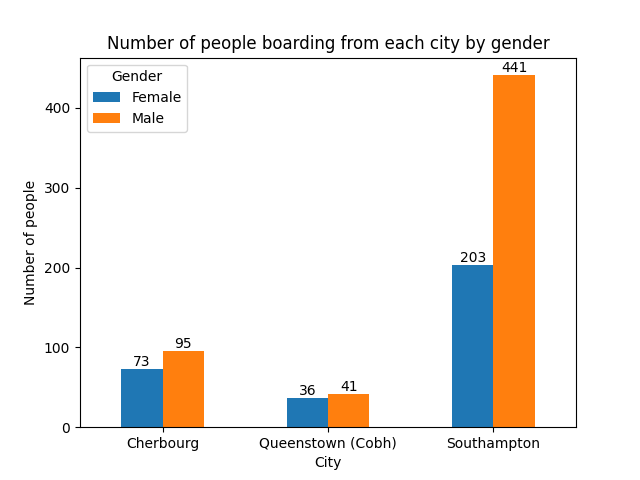 Number of people boarding from each city by gender
Gender
Female
Male
Number of people
400
300
200
100
0
73
95
36
41
203
441
Cherbourg
Queenstown (Cobh)
Southampton
City